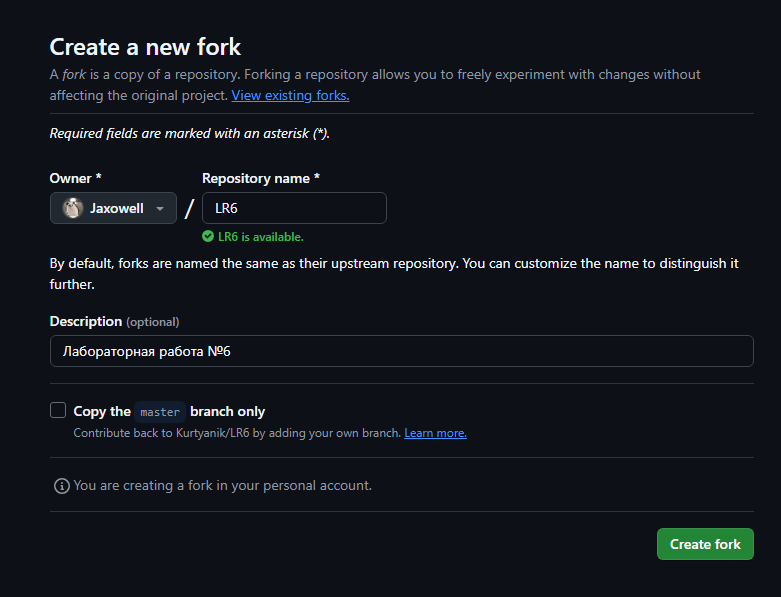 Create a new fork
A fork is a copy of a repository. Forking a repository allows you to freely experiment with changes without
affecting the original project. View existing forks.
Required fields are marked with an asterisk (*).
Owner *
Repository name *
Jaxowell
/
LR6
LR6 is available.
By default, forks are named the same as their upstream repository. You can customize the name to distinguish it
further.
Description (optional)
Лабораторная работа №6
Copy the master branch only
Contribute back to Kurtyanik/LR6 by adding your own branch. Learn more.
You are creating a fork in your personal account.
Create fork